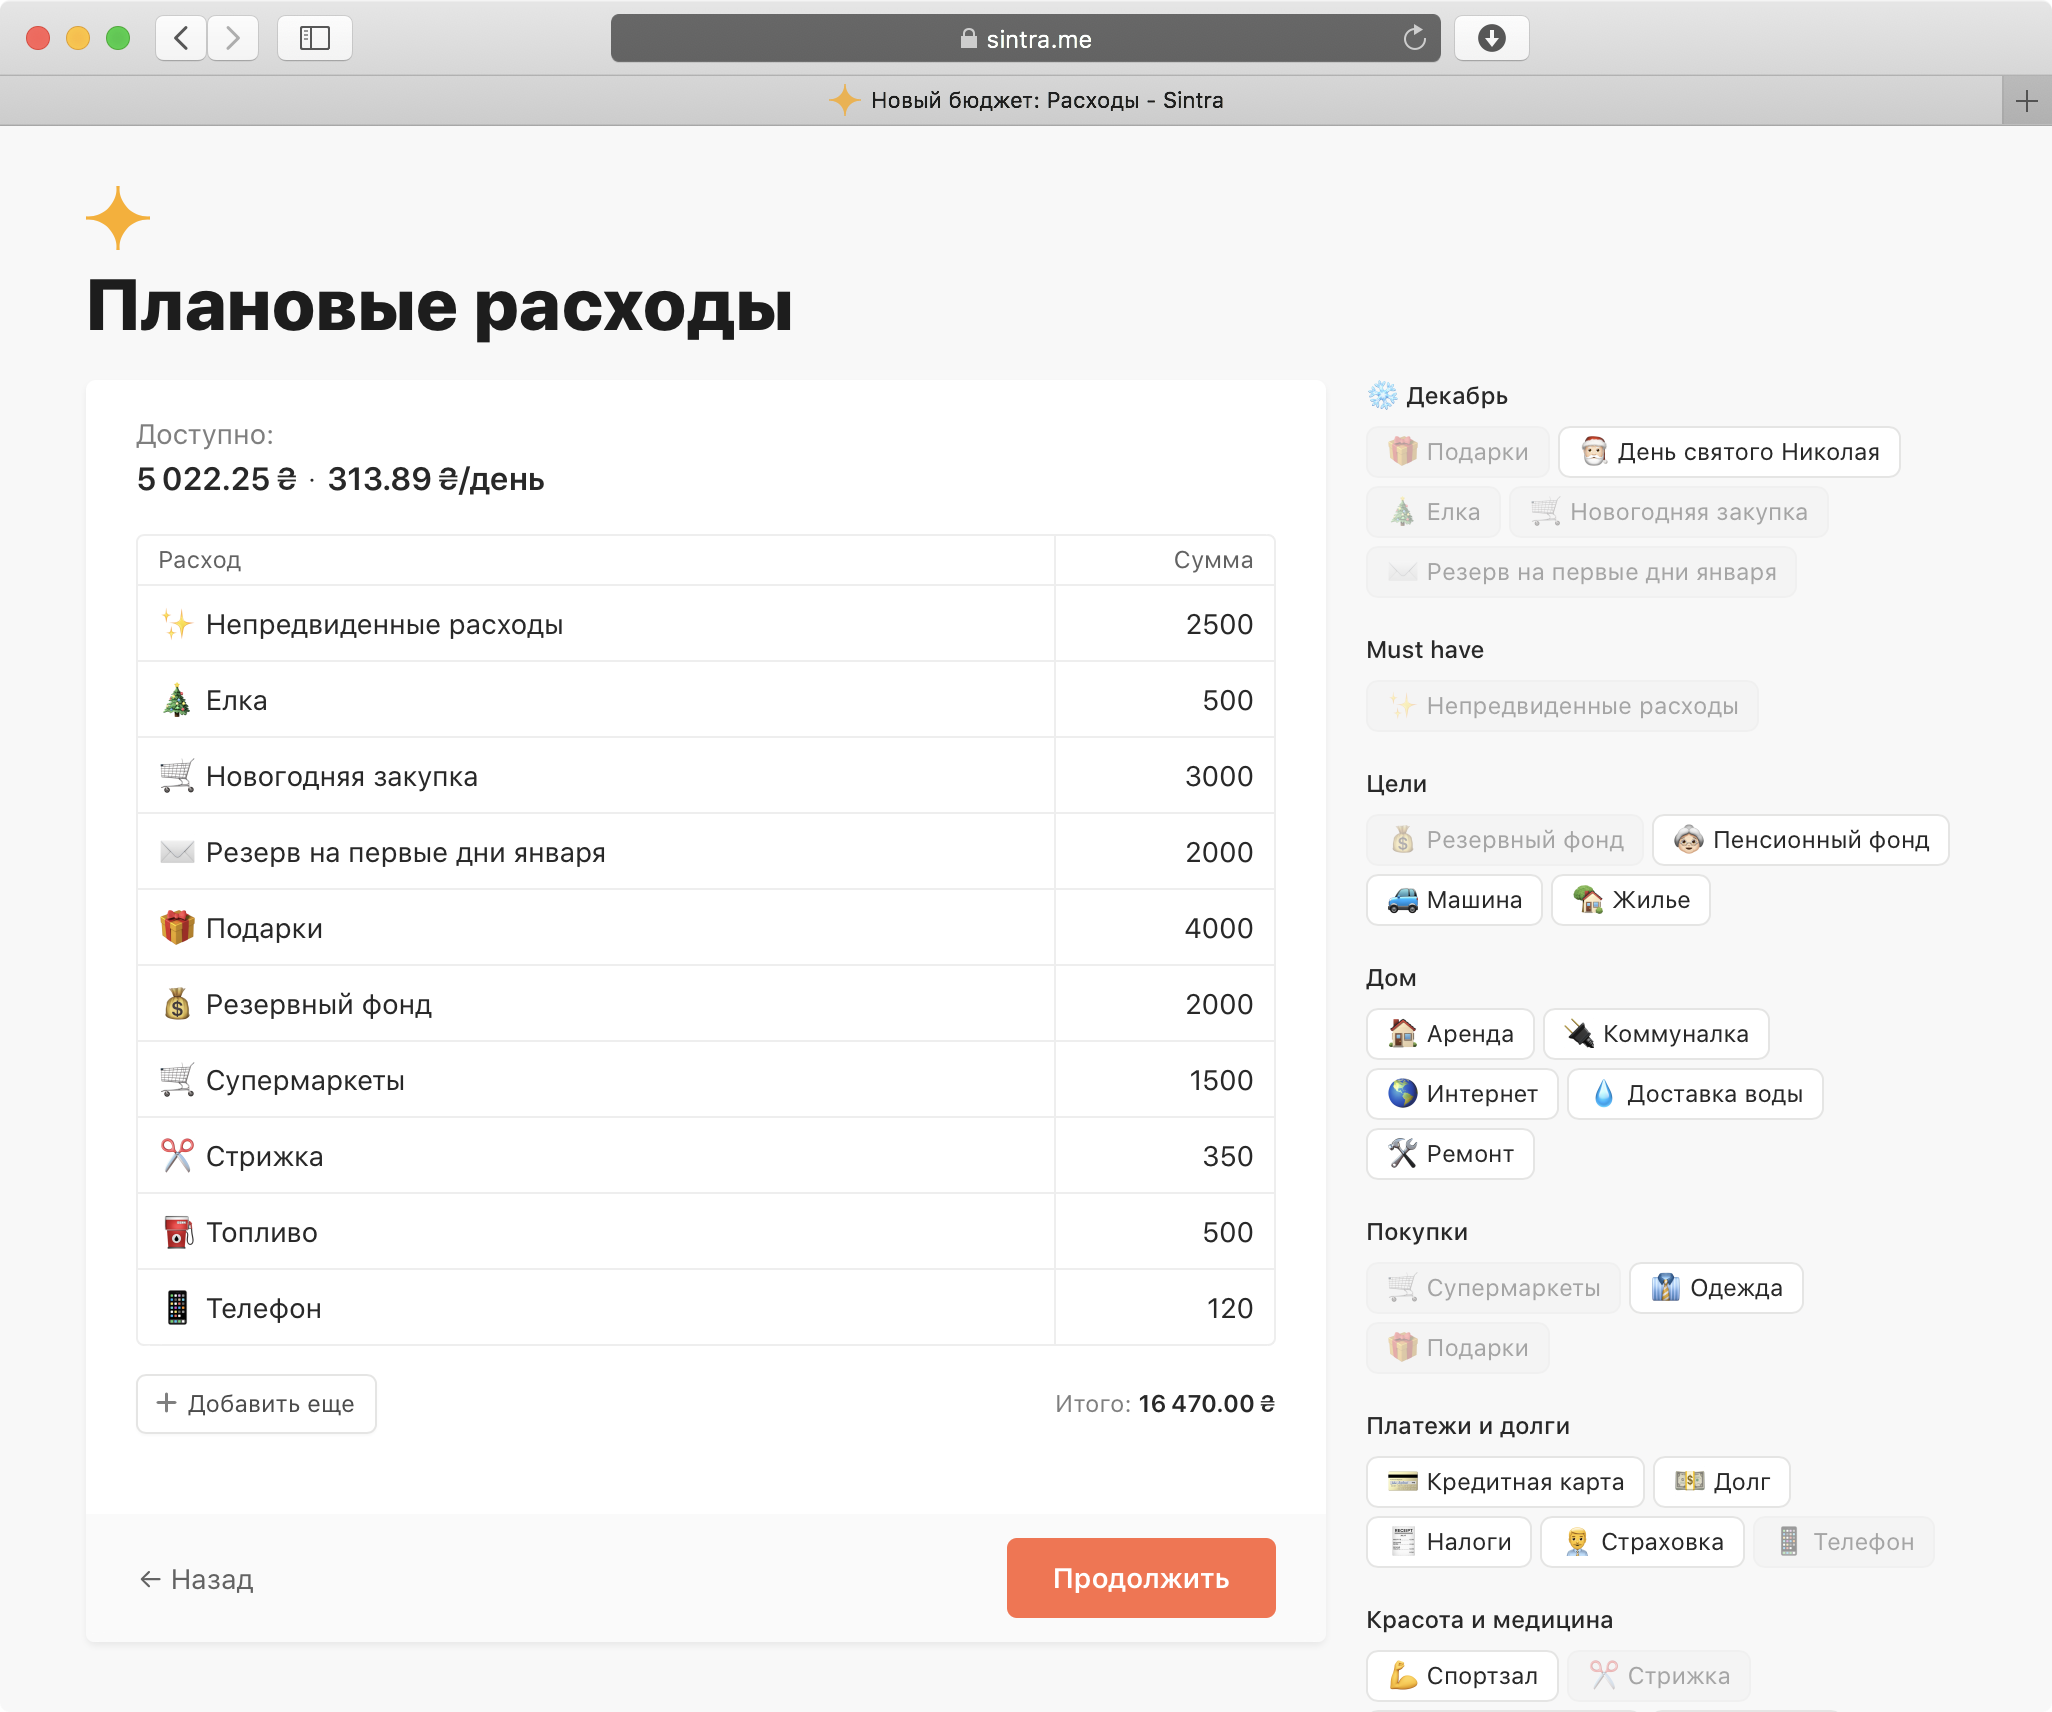 sintra.me
Новый бюджет: Расходы - Sintra
Плановые расходы
Доступно:
5 022.25 ₴ · 313.89 ₴/день
Расход Сумма
Непредвиденные расходы 2500
Елка 500
Новогодняя закупка 3000
Резерв на первые дни января 2000
Подарки 4000
Резервный фонд 2000
Супермаркеты 1500
Стрижка 350
Топливо 500
Телефон 120
+ Добавить еще Итого: 16 470.00 ₴
← Назад Продолжить
Декабрь
Подарки День святого Николая
Елка Новогодняя закупка
Резерв на первые дни января
Must have
Непредвиденные расходы
Цели
Резервный фонд Пенсионный фонд
Машина Жилье
Дом
Аренда Коммуналка
Интернет Доставка воды
Ремонт
Покупки
Супермаркеты Одежда
Подарки
Платежи и долги
Кредитная карта Долг
Налоги Страховка Телефон
Красота и медицина
Спортзал Стрижка